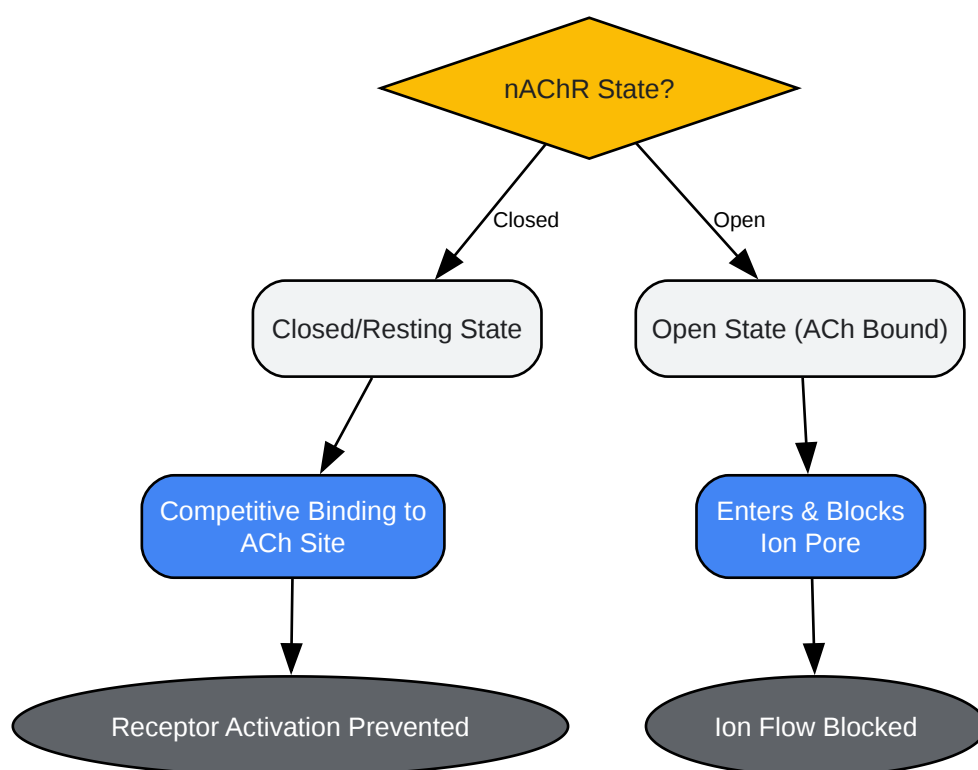 nAChR State?
Closed
Open
Closed/Resting State
Open State (ACh Bound)
Competitive Binding to
ACh Site
Enters & Blocks
Ion Pore
Receptor Activation Prevented
Ion Flow Blocked